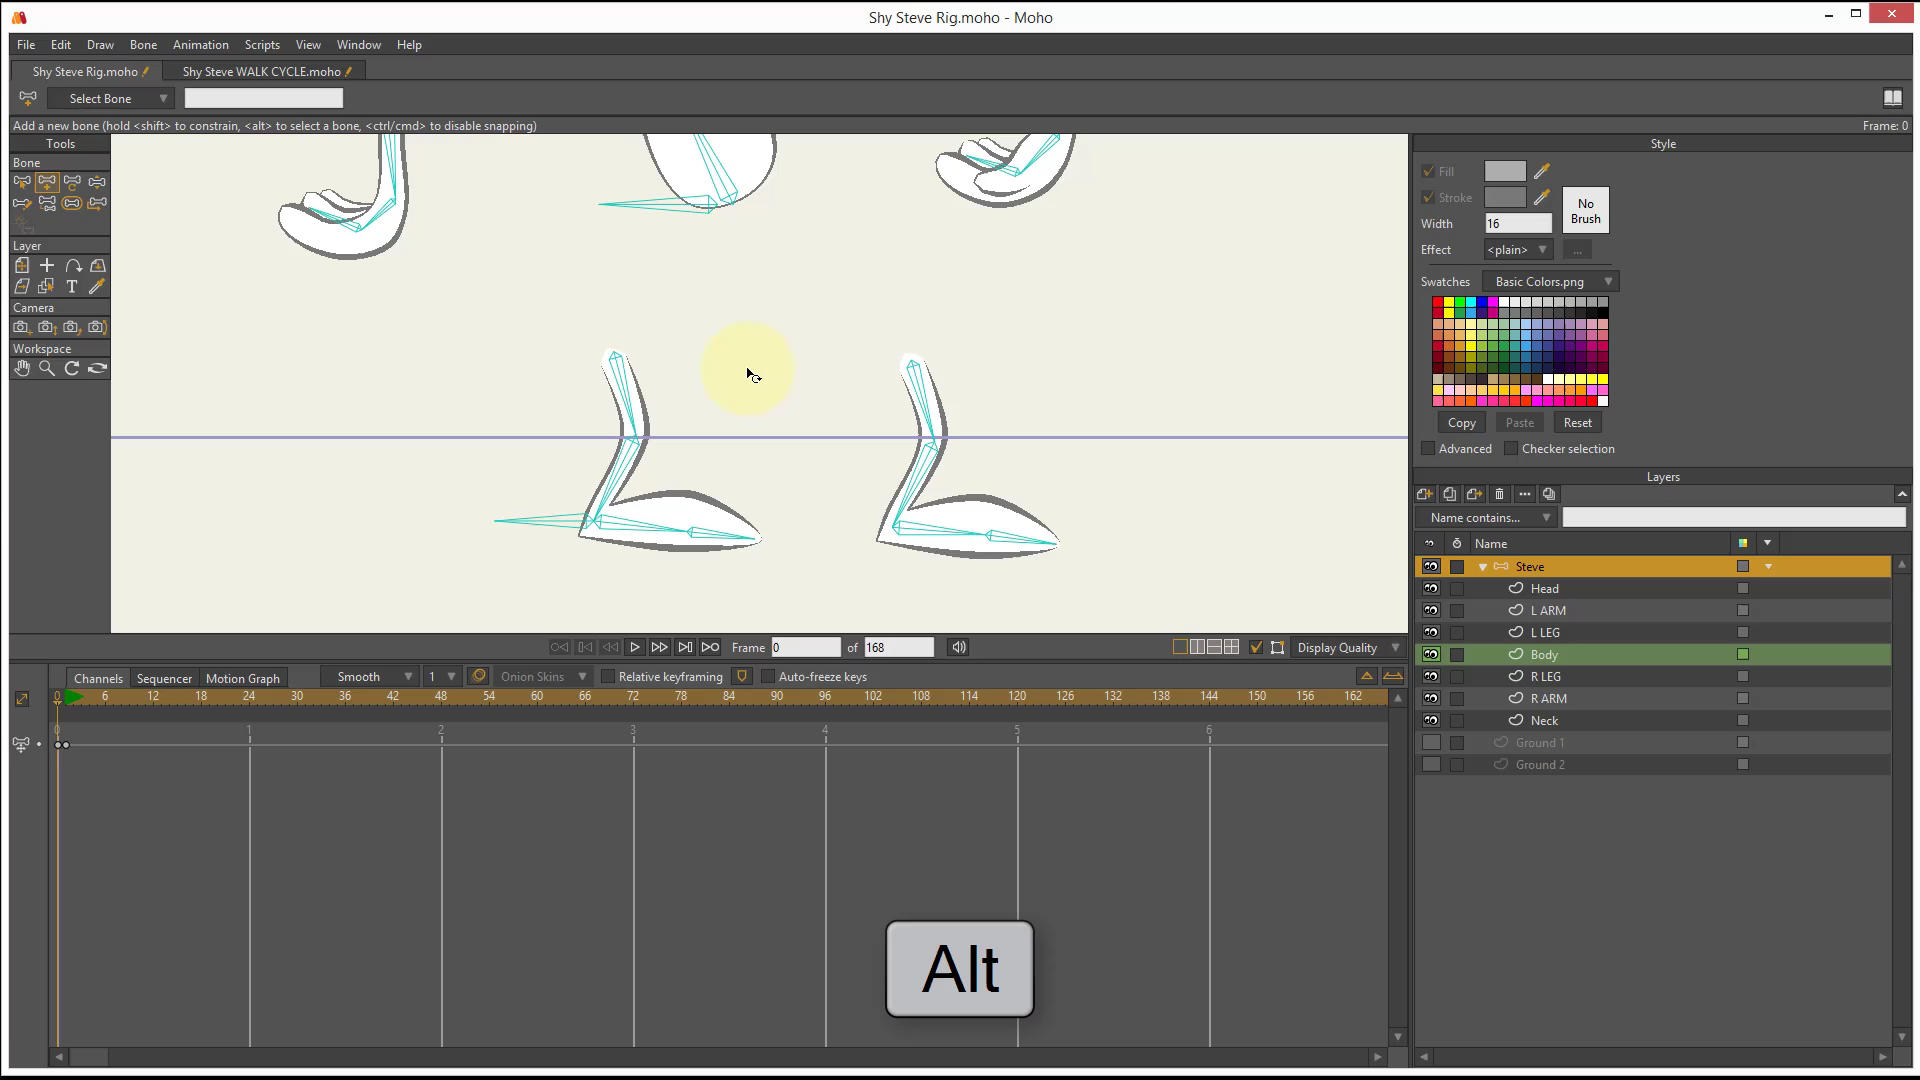 Shy Steve Rig.moho - Moho
File Edit Draw Bone Animation Scripts View Window Help
Shy Steve Rig.moho Shy Steve WALK CYCLE.moho
Select Bone
Add a new bone (hold <shift> to constrain, <alt> to select a bone, <ctrl/cmd> to disable snapping)
Frame: 0
Tools
Bone
Layer
T
Camera
Workspace
Style
Fill
Stroke
No
Brush
Width 16
Effect <plain> ...
Swatches Basic Colors.png
Copy Paste Reset
Advanced Checker selection
Layers
Name contains...
Name
Steve
Head
L ARM
L LEG
Body
R LEG
R ARM
Neck
Ground 1
Ground 2
Frame 0 of 168 Display Quality
Channels Sequencer Motion Graph Smooth 1 Onion Skins Relative keyframing Auto-freeze keys
0 6 12 18 24 30 36 42 48 54 60 66 72 78 84 90 96 102 108 114 120 126 132 138 144 150 156 162
0 1 2 3 4 5 6
Alt